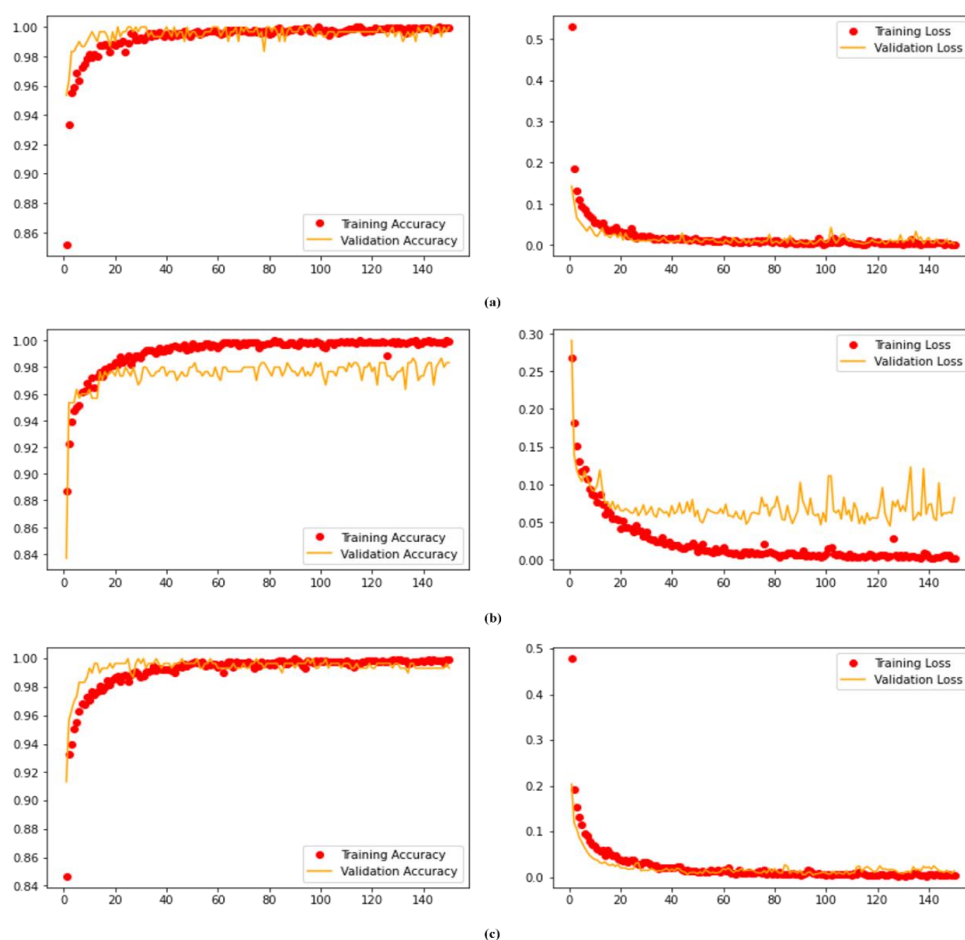 1.00
0.98
0.96
0.94
0.92
0.90
0.88
0.86
0 20 40 60 80 100 120 140
Training Accuracy
Validation Accuracy
0.5
0.4
0.3
0.2
0.1
0.0
0 20 40 60 80 100 120 140
Training Loss
Validation Loss
(a)
1.00
0.98
0.96
0.94
0.92
0.90
0.88
0.86
0.84
0 20 40 60 80 100 120 140
Training Accuracy
Validation Accuracy
0.30
0.25
0.20
0.15
0.10
0.05
0.00
0 20 40 60 80 100 120 140
Training Loss
Validation Loss
(b)
1.00
0.98
0.96
0.94
0.92
0.90
0.88
0.86
0.84
0 20 40 60 80 100 120 140
Training Accuracy
Validation Accuracy
0.5
0.4
0.3
0.2
0.1
0.0
0 20 40 60 80 100 120 140
Training Loss
Validation Loss
(c)